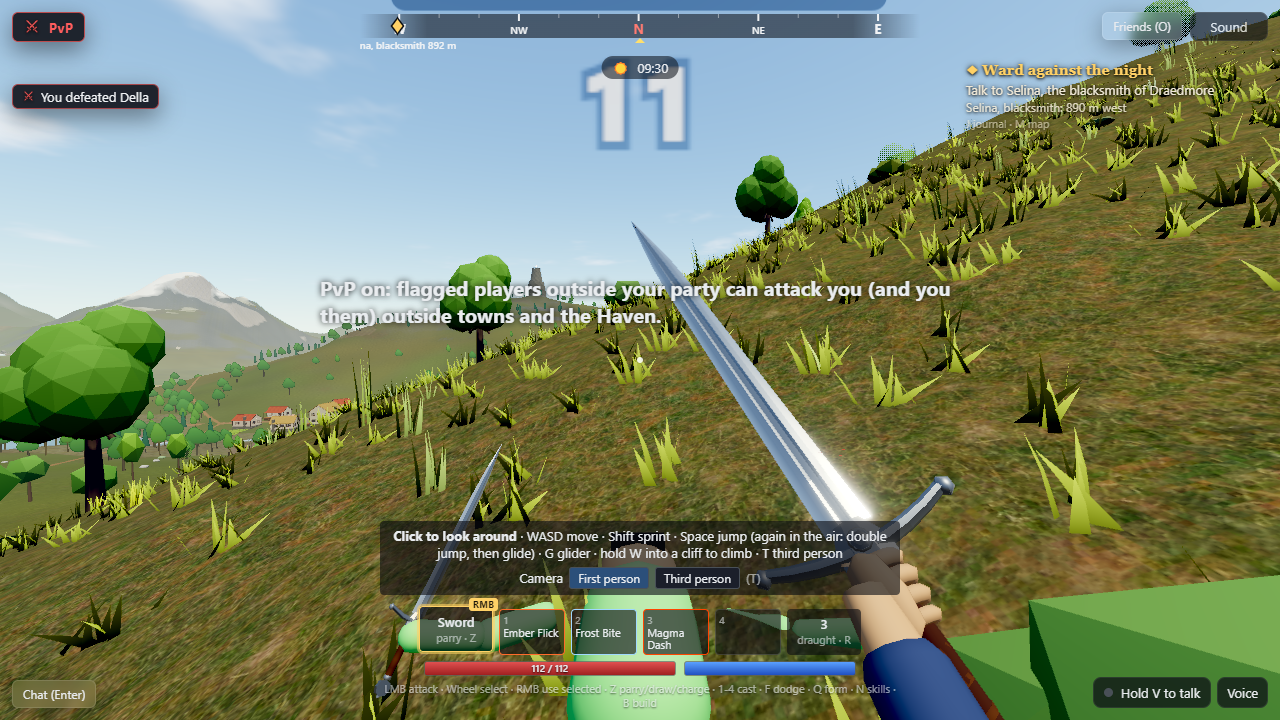 PvP
W NW N NE E
na, blacksmith 892 m
Friends (O)
Sound
09:30
11
You defeated Della
Ward against the night
Talk to Selina, the blacksmith of Draedmore
Selina, blacksmith: 890 m west
J journal · M map
PvP on: flagged players outside your party can attack you (and you
them) outside towns and the Haven.
Click to look around · WASD move · Shift sprint · Space jump (again in the air: double
jump, then glide) · G glider · hold W into a cliff to climb · T third person
Camera First person Third person (T)
RMB
Sword
parry · Z
1
Ember Flick
2
Frost Bite
3
Magma
Dash
4
3
draught · R
112 / 112
LMB attack · Wheel select · RMB use selected · Z parry/draw/charge · 1-4 cast · F dodge · Q form · N skills ·
B build
Chat (Enter)
Hold V to talk
Voice